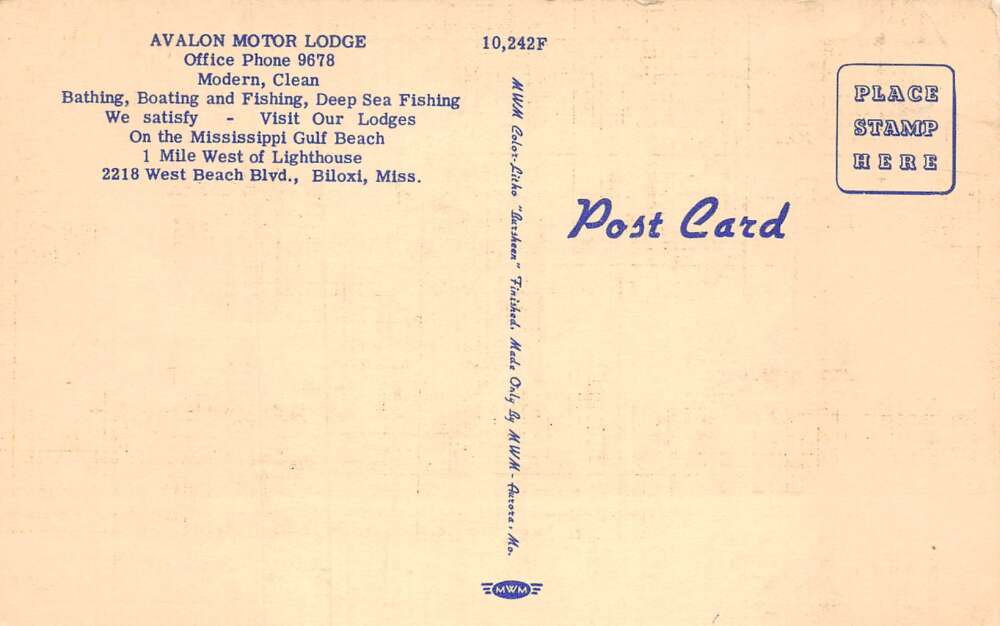 AVALON MOTOR LODGE
Office Phone 9678
Modern, Clean
Bathing, Boating and Fishing, Deep Sea Fishing
We satisfy - Visit Our Lodges
On the Mississippi Gulf Beach
1 Mile West of Lighthouse
2218 West Beach Blvd., Biloxi, Miss.
10,242F
MWM Color-Litho "Dursheen" Finished. Made Only By MWM - Aurora, Mo.
MWM
Post Card
PLACE
STAMP
HERE